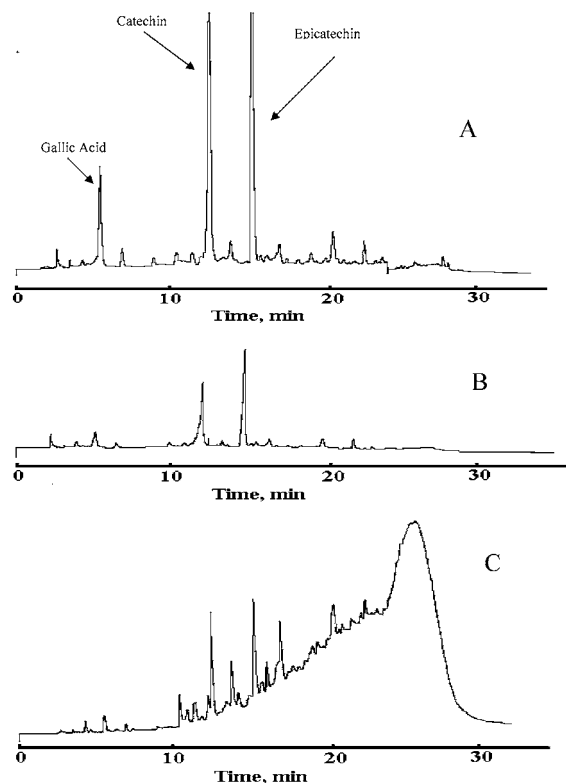 Catechin
Epicatechin
A
Gallic Acid
0 10 20 30
Time, min
B
0 10 20 30
Time, min
C
0 10 20 30
Time, min